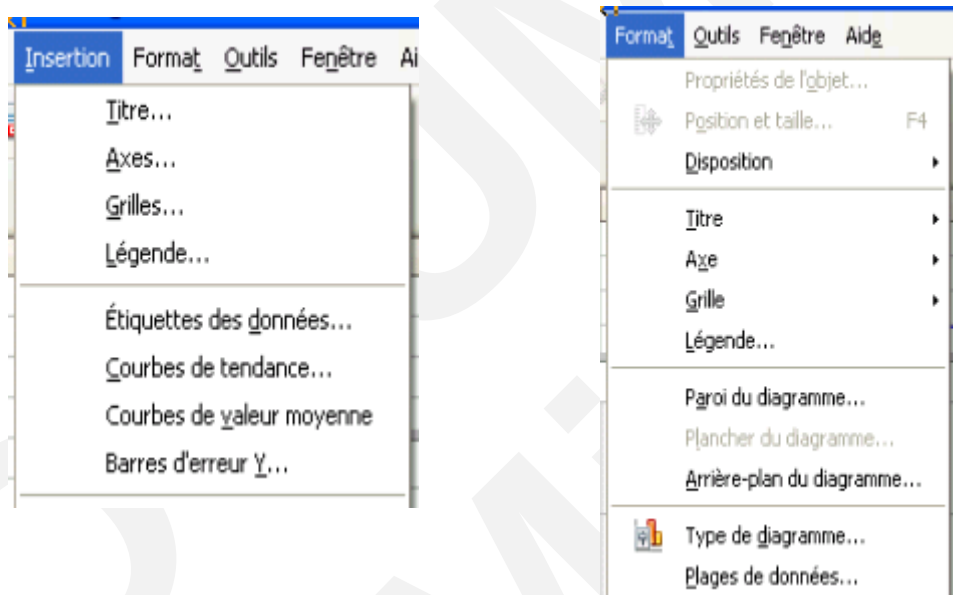 Insertion Format Outils Fenêtre Ai
Titre...
Axes...
Grilles...
Légende...
Étiquettes des données...
Courbes de tendance...
Courbes de valeur moyenne
Barres d'erreur Y...
Format Outils Fenêtre Aide
Propriétés de l'objet...
Position et taille... F4
Disposition
Titre
Axe
Grille
Légende...
Paroi du diagramme...
Plancher du diagramme...
Arrière-plan du diagramme...
Type de diagramme...
Plages de données...